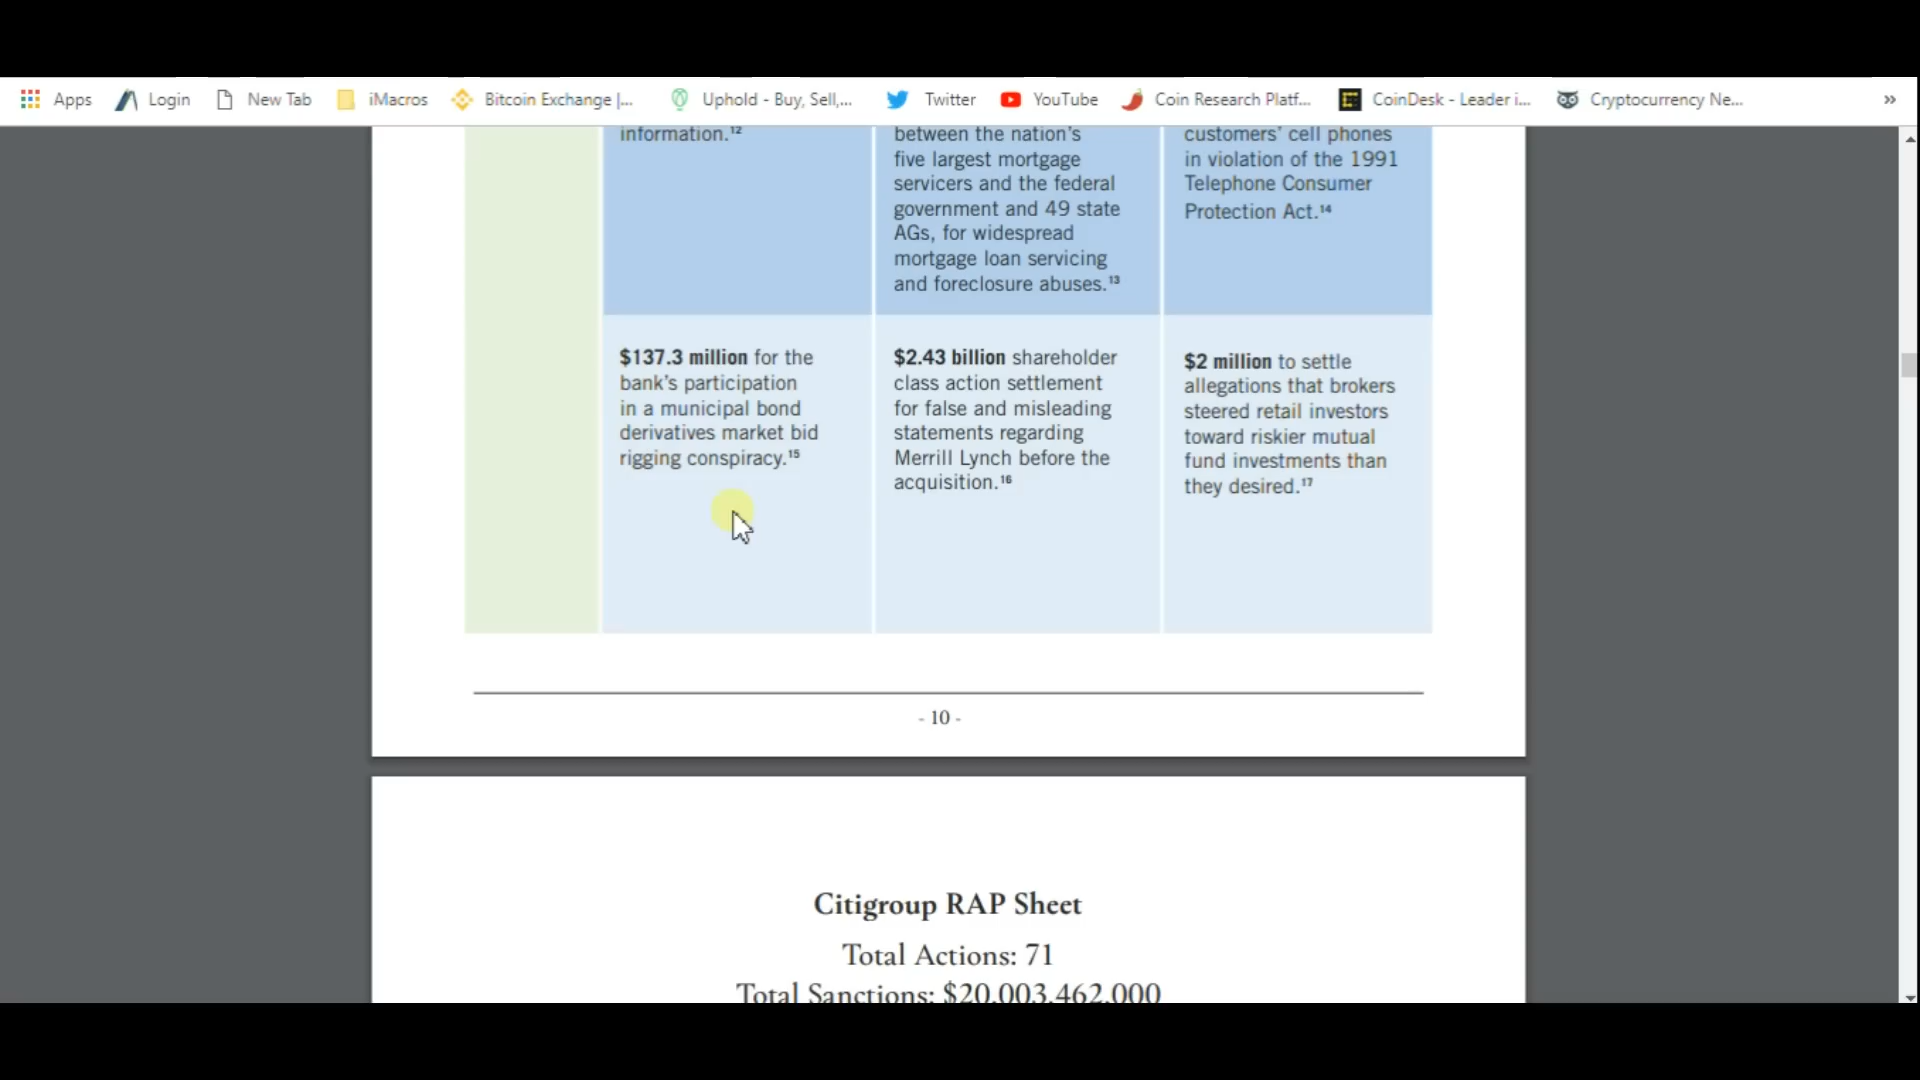 Apps Login New Tab iMacros Bitcoin Exchange |... Uphold - Buy, Sell,... Twitter YouTube Coin Research Platf... CoinDesk - Leader i... Cryptocurrency Ne... »
information.¹²
between the nation's
five largest mortgage
servicers and the federal
government and 49 state
AGs, for widespread
mortgage loan servicing
and foreclosure abuses.¹³
customers' cell phones
in violation of the 1991
Telephone Consumer
Protection Act.¹⁴
$137.3 million for the
bank's participation
in a municipal bond
derivatives market bid
rigging conspiracy.¹⁵
$2.43 billion shareholder
class action settlement
for false and misleading
statements regarding
Merrill Lynch before the
acquisition.¹⁶
$2 million to settle
allegations that brokers
steered retail investors
toward riskier mutual
fund investments than
they desired.¹⁷
- 10 -
Citigroup RAP Sheet
Total Actions: 71
Total Sanctions: $20,003,462,000